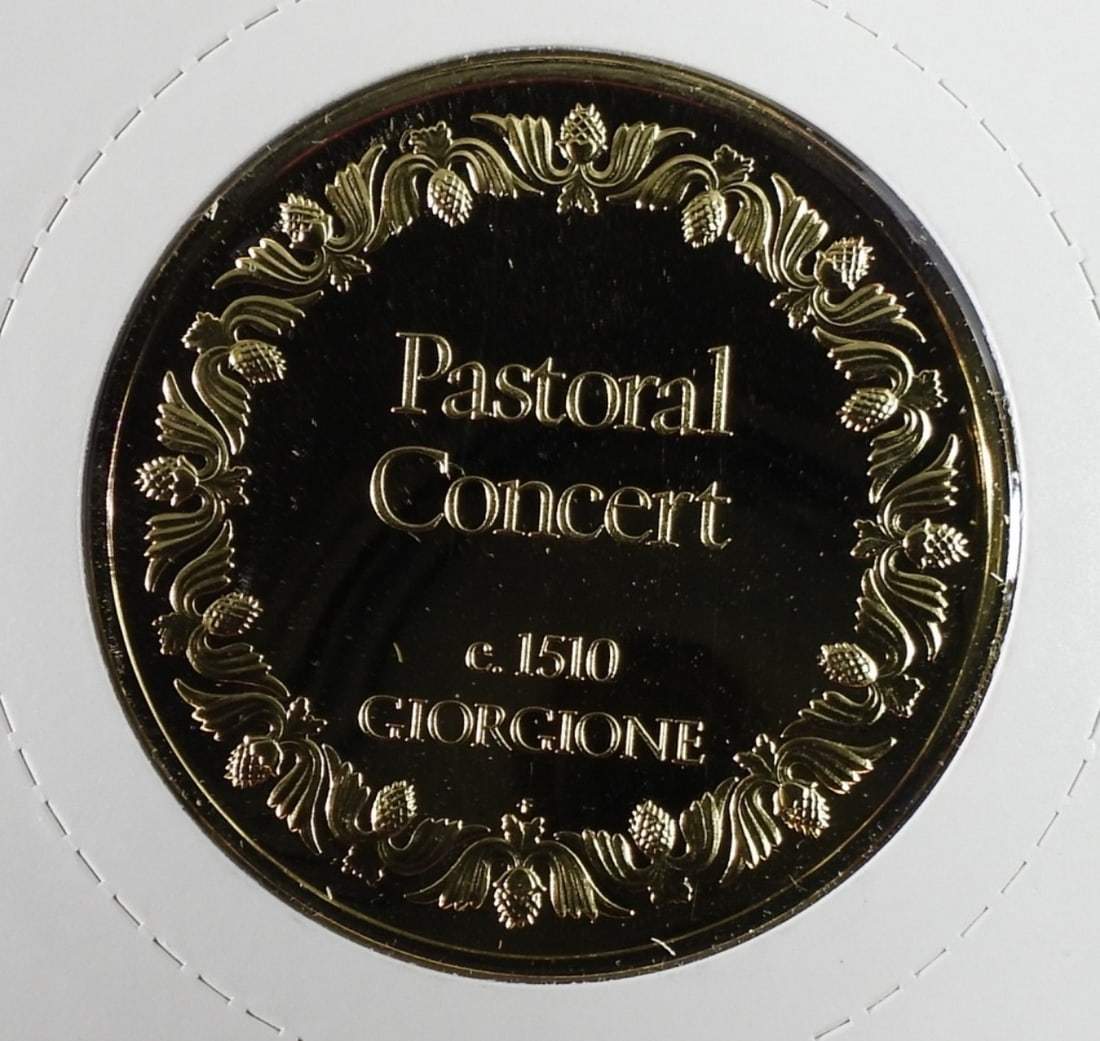 Pastoral
Concert
c. 1510
GIORGIONE